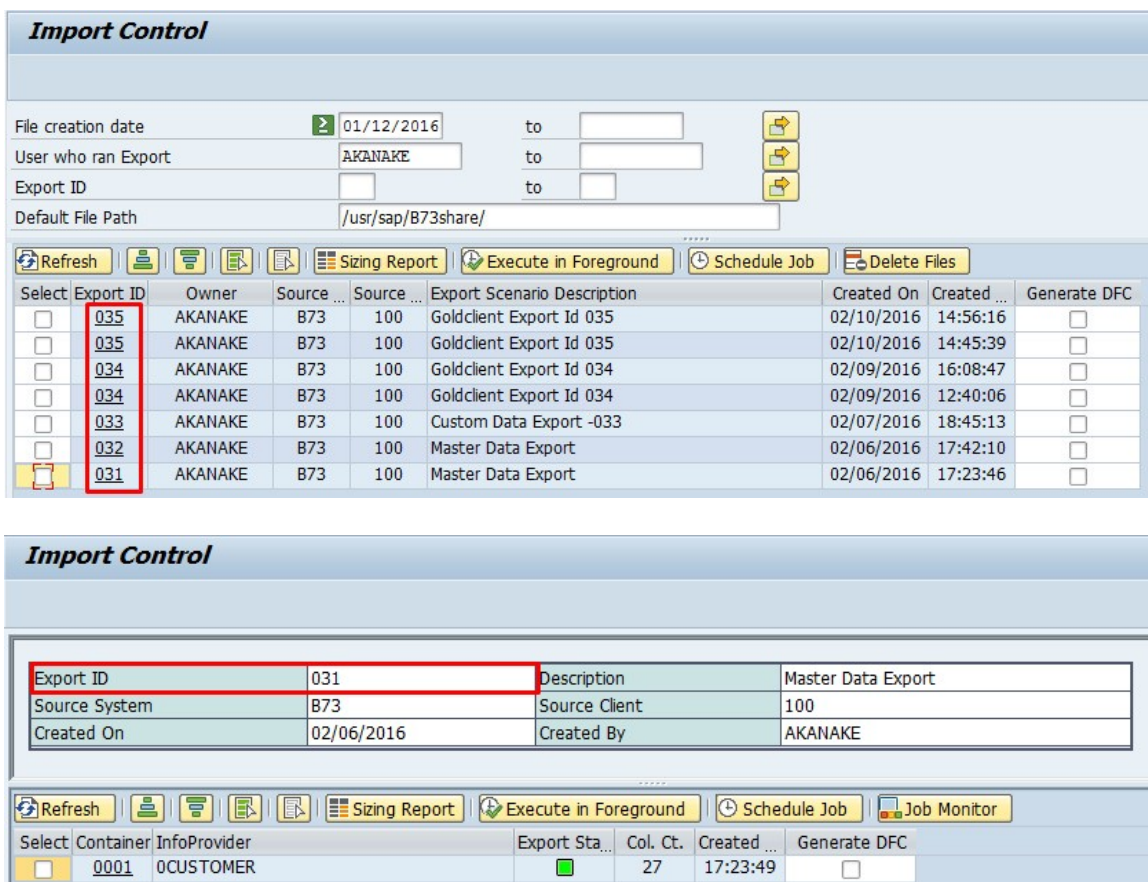 Import Control
File creation date ≥ 01/12/2016 to
User who ran Export AKANAKE to
Export ID to
Default File Path /usr/sap/B73share/
Refresh Sizing Report Execute in Foreground Schedule Job Delete Files
Select Export ID Owner Source ... Source ... Export Scenario Description Created On Created ... Generate DFC
035 AKANAKE B73 100 Goldclient Export Id 035 02/10/2016 14:56:16
035 AKANAKE B73 100 Goldclient Export Id 035 02/10/2016 14:45:39
034 AKANAKE B73 100 Goldclient Export Id 034 02/09/2016 16:08:47
034 AKANAKE B73 100 Goldclient Export Id 034 02/09/2016 12:40:06
033 AKANAKE B73 100 Custom Data Export -033 02/07/2016 18:45:13
032 AKANAKE B73 100 Master Data Export 02/06/2016 17:42:10
031 AKANAKE B73 100 Master Data Export 02/06/2016 17:23:46
Import Control
Export ID 031 Description Master Data Export
Source System B73 Source Client 100
Created On 02/06/2016 Created By AKANAKE
Refresh Sizing Report Execute in Foreground Schedule Job Job Monitor
Select Container InfoProvider Export Sta... Col. Ct. Created ... Generate DFC
0001 0CUSTOMER 27 17:23:49